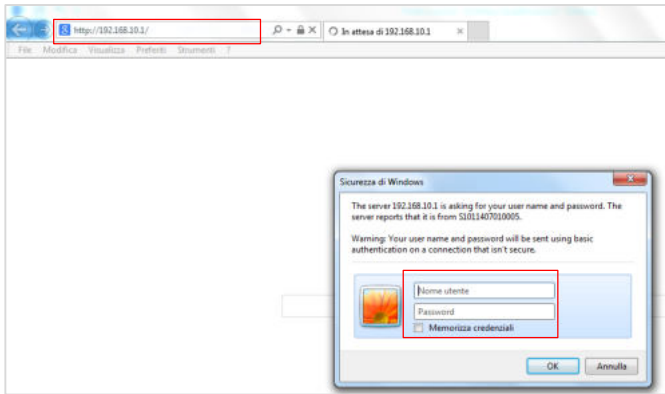 http://192.168.10.1/
In attesa di 192.168.10.1
File Modifica Visualizza Preferiti Strumenti ?
Sicurezza di Windows
The server 192.168.10.1 is asking for your user name and password. The
server reports that it is from S1011407010005.
Warning: Your user name and password will be sent using basic
authentication on a connection that isn't secure.
Nome utente
Password
Memorizza credenziali
OK Annulla